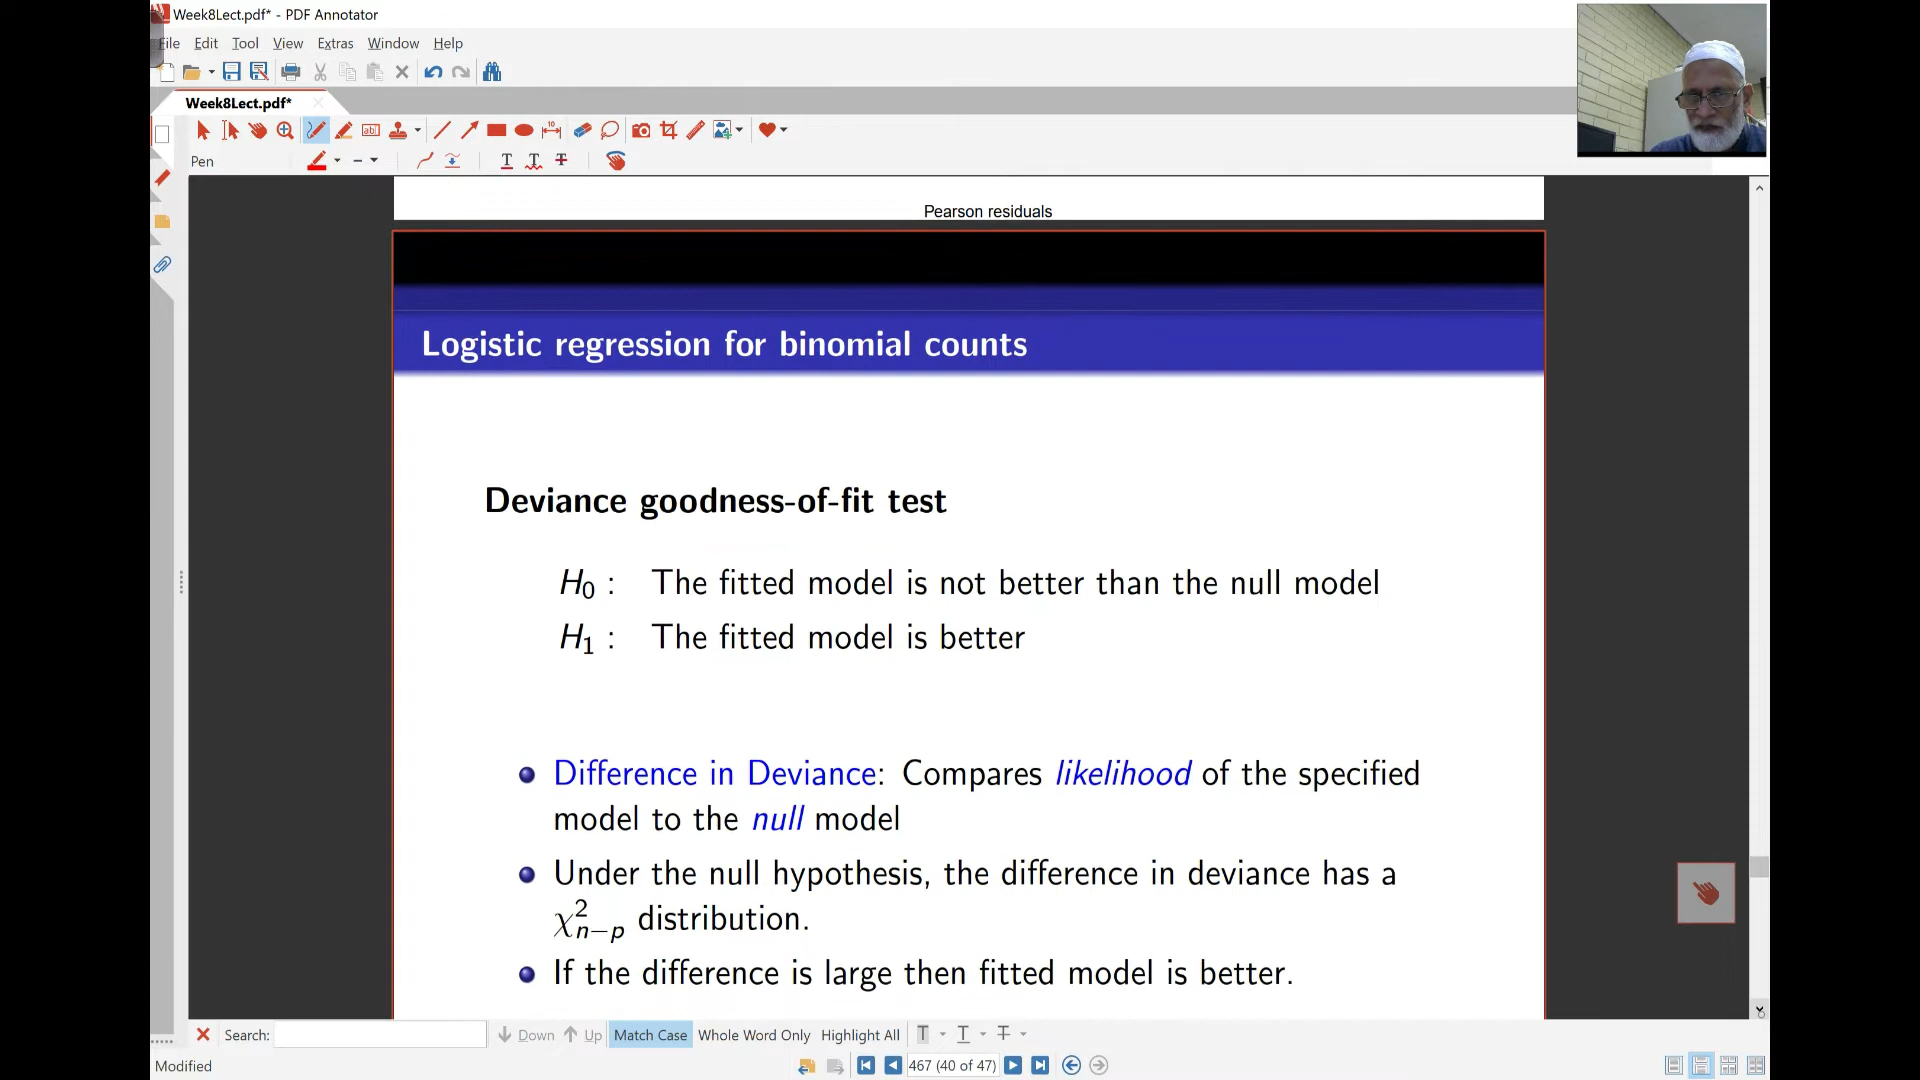 Week8Lect.pdf* - PDF Annotator
File Edit Tool View Extras Window Help
Week8Lect.pdf*
Pen
Pearson residuals
Logistic regression for binomial counts
Deviance goodness-of-fit test
H0 : The fitted model is not better than the null model
H1 : The fitted model is better
Difference in Deviance: Compares likelihood of the specified
model to the null model
Under the null hypothesis, the difference in deviance has a
χ²n−p distribution.
If the difference is large then fitted model is better.
Search: Down Up Match Case Whole Word Only Highlight All
Modified 467 (40 of 47)